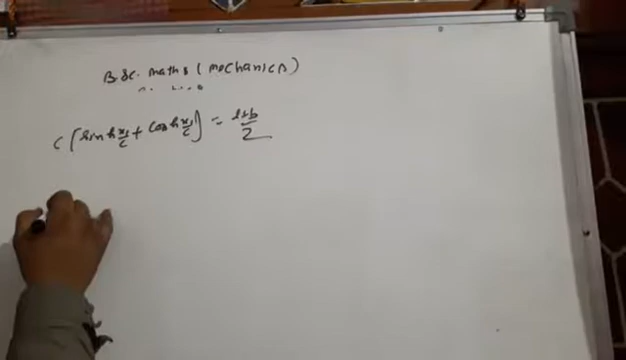 B.Sc. maths (mechanics)
c [sinh x₁/c + cosh x₁/c] = l+b/2